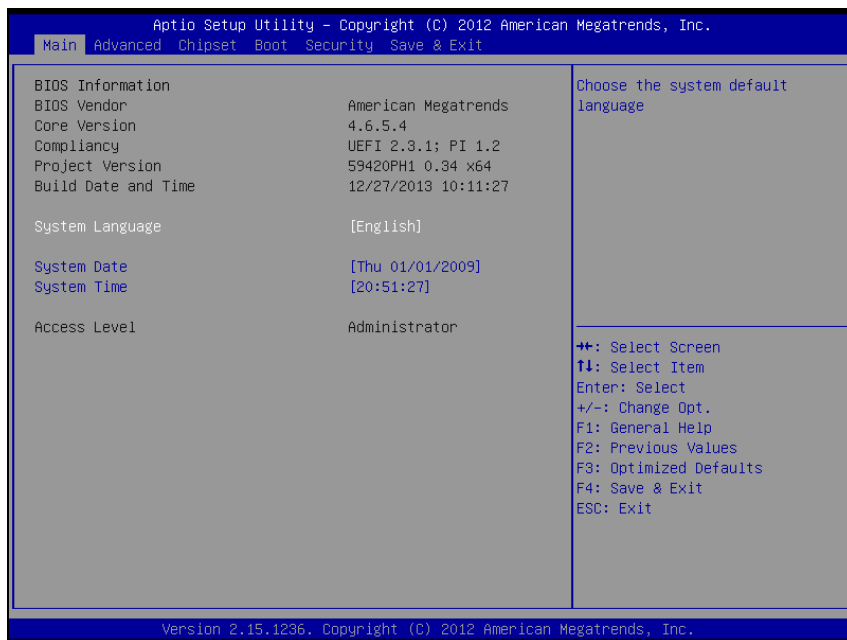 Aptio Setup Utility – Copyright (C) 2012 American Megatrends, Inc.
Main Advanced Chipset Boot Security Save & Exit
BIOS Information
BIOS Vendor American Megatrends
Core Version 4.6.5.4
Compliancy UEFI 2.3.1; PI 1.2
Project Version 59420PH1 0.34 x64
Build Date and Time 12/27/2013 10:11:27
System Language [English]
System Date [Thu 01/01/2009]
System Time [20:51:27]
Access Level Administrator
Choose the system default
language
→←: Select Screen
↑↓: Select Item
Enter: Select
+/-: Change Opt.
F1: General Help
F2: Previous Values
F3: Optimized Defaults
F4: Save & Exit
ESC: Exit
Version 2.15.1236. Copyright (C) 2012 American Megatrends, Inc.